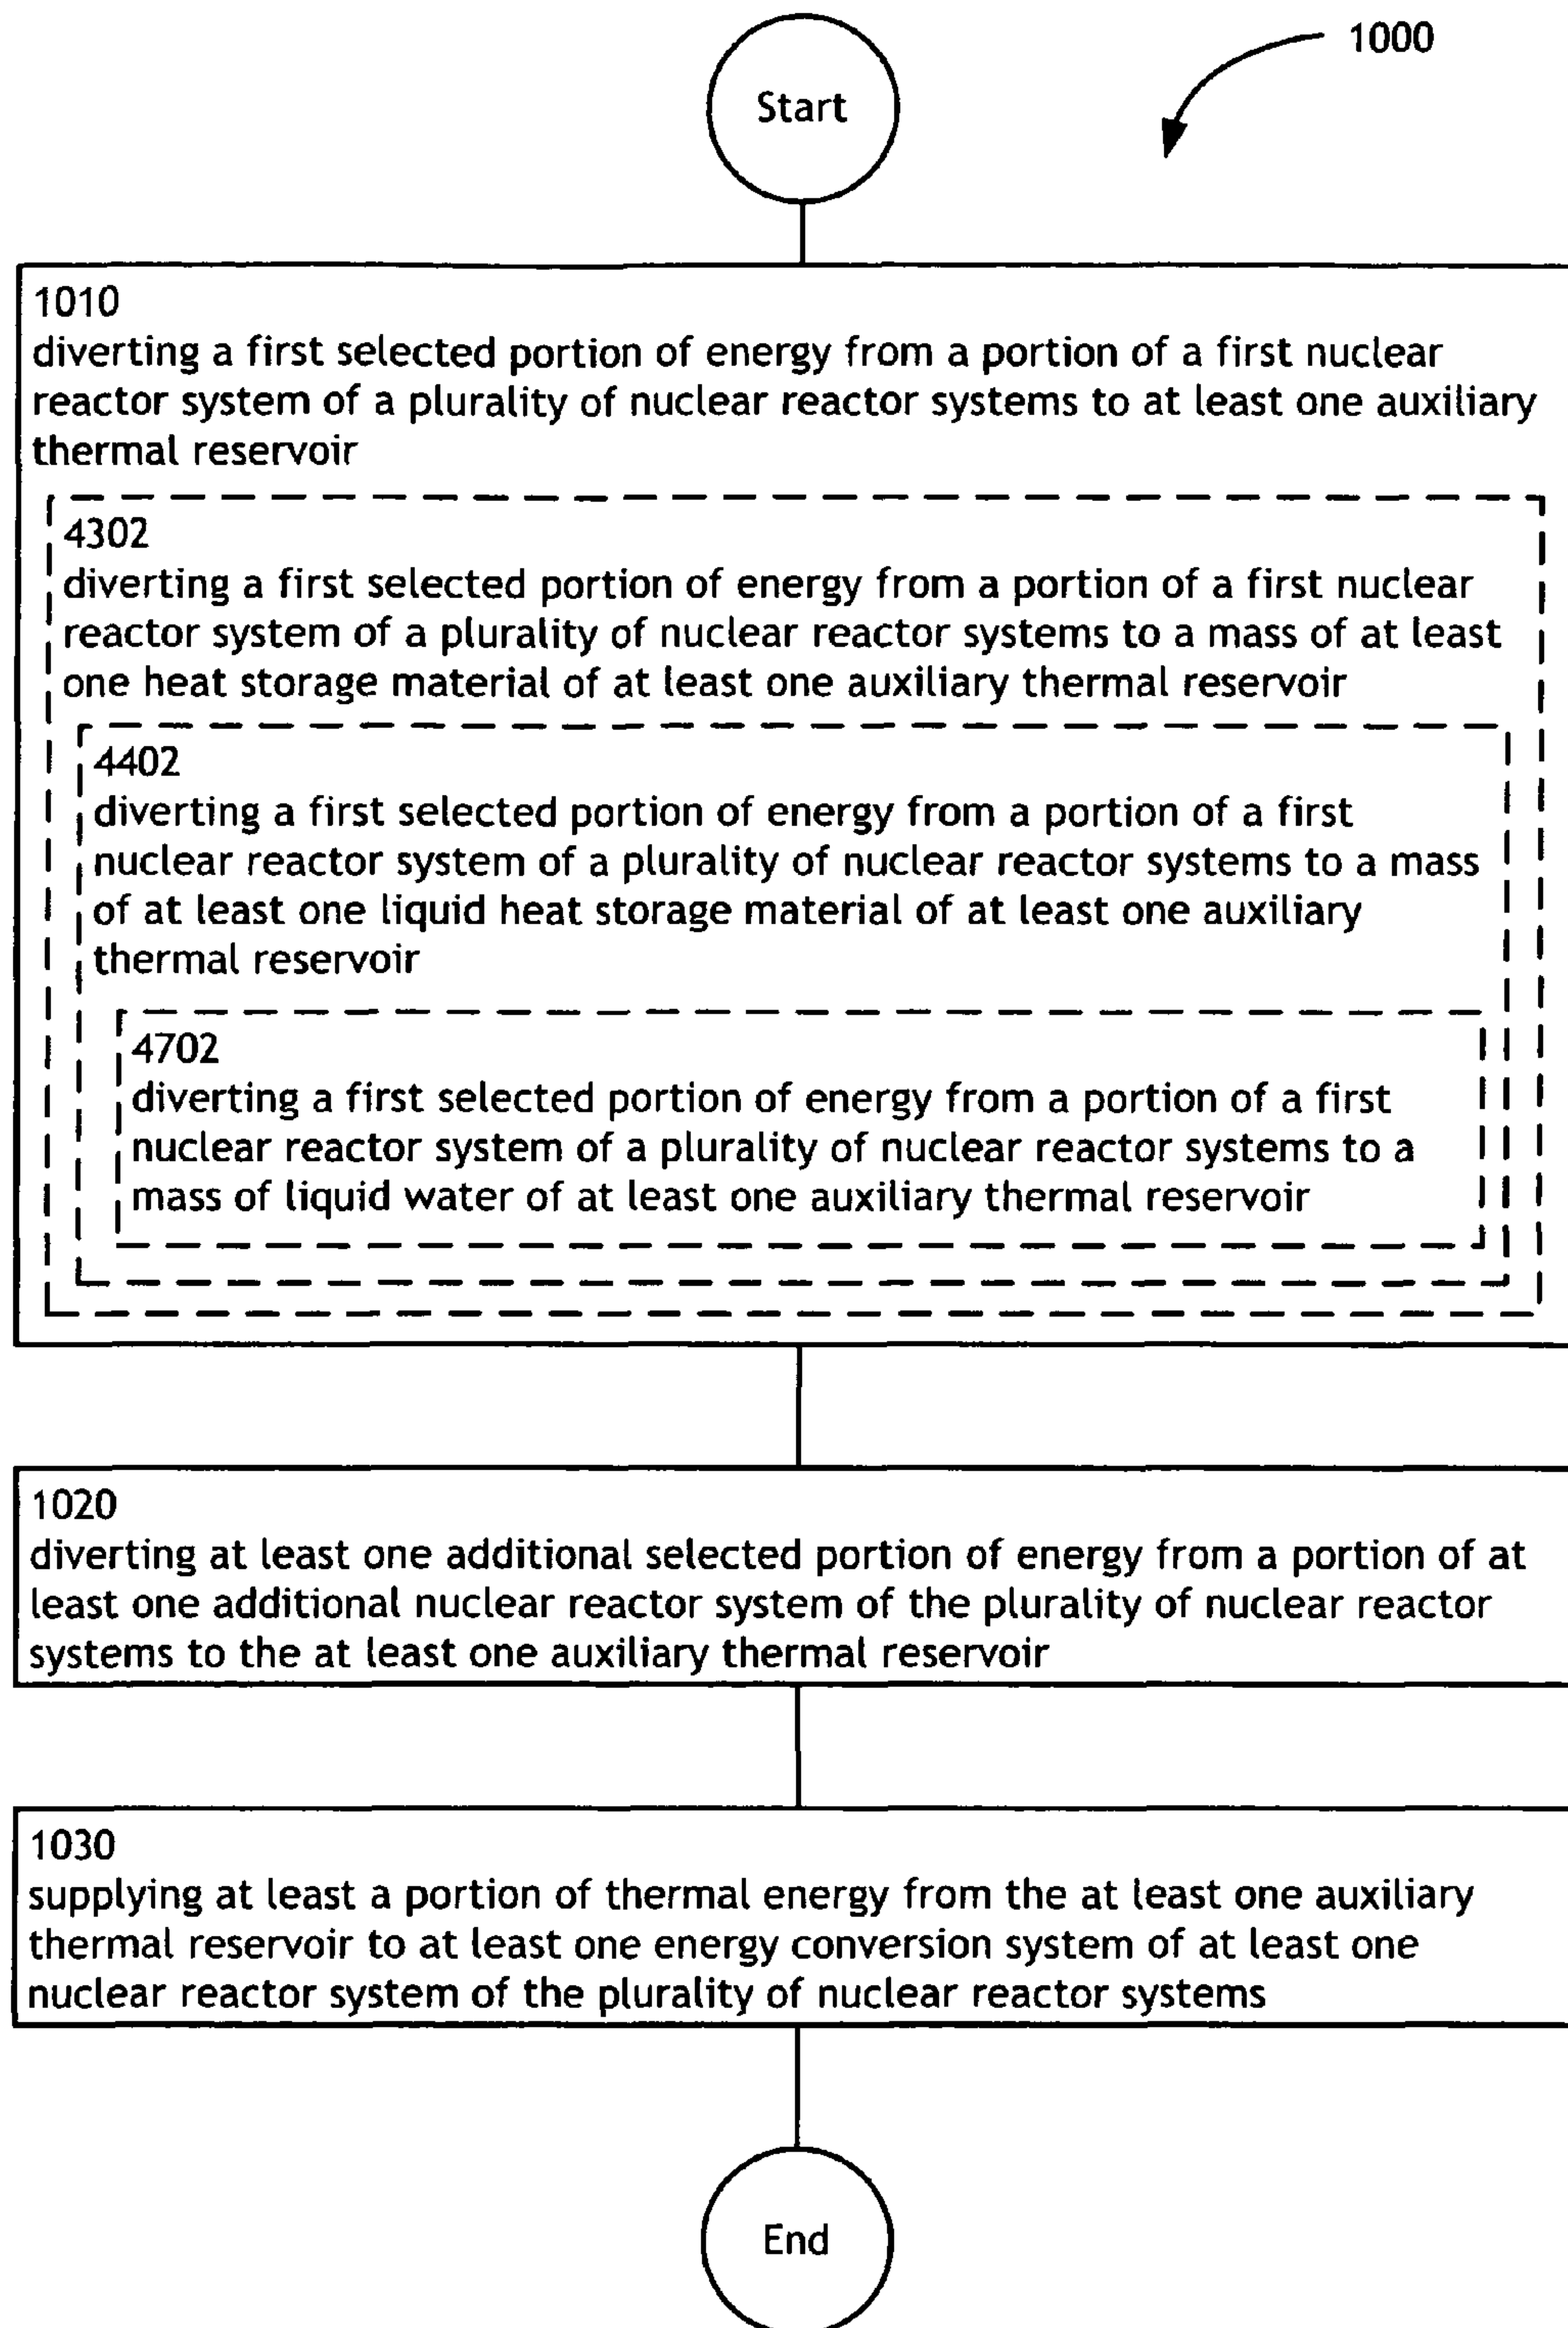 1000
Start
1010
diverting a first selected portion of energy from a portion of a first nuclear
reactor system of a plurality of nuclear reactor systems to at least one auxiliary
thermal reservoir
4302
diverting a first selected portion of energy from a portion of a first nuclear
reactor system of a plurality of nuclear reactor systems to a mass of at least
one heat storage material of at least one auxiliary thermal reservoir
4402
diverting a first selected portion of energy from a portion of a first
nuclear reactor system of a plurality of nuclear reactor systems to a mass
of at least one liquid heat storage material of at least one auxiliary
thermal reservoir
4702
diverting a first selected portion of energy from a portion of a first
nuclear reactor system of a plurality of nuclear reactor systems to a
mass of liquid water of at least one auxiliary thermal reservoir
1020
diverting at least one additional selected portion of energy from a portion of at
least one additional nuclear reactor system of the plurality of nuclear reactor
systems to the at least one auxiliary thermal reservoir
1030
supplying at least a portion of thermal energy from the at least one auxiliary
thermal reservoir to at least one energy conversion system of at least one
nuclear reactor system of the plurality of nuclear reactor systems
End